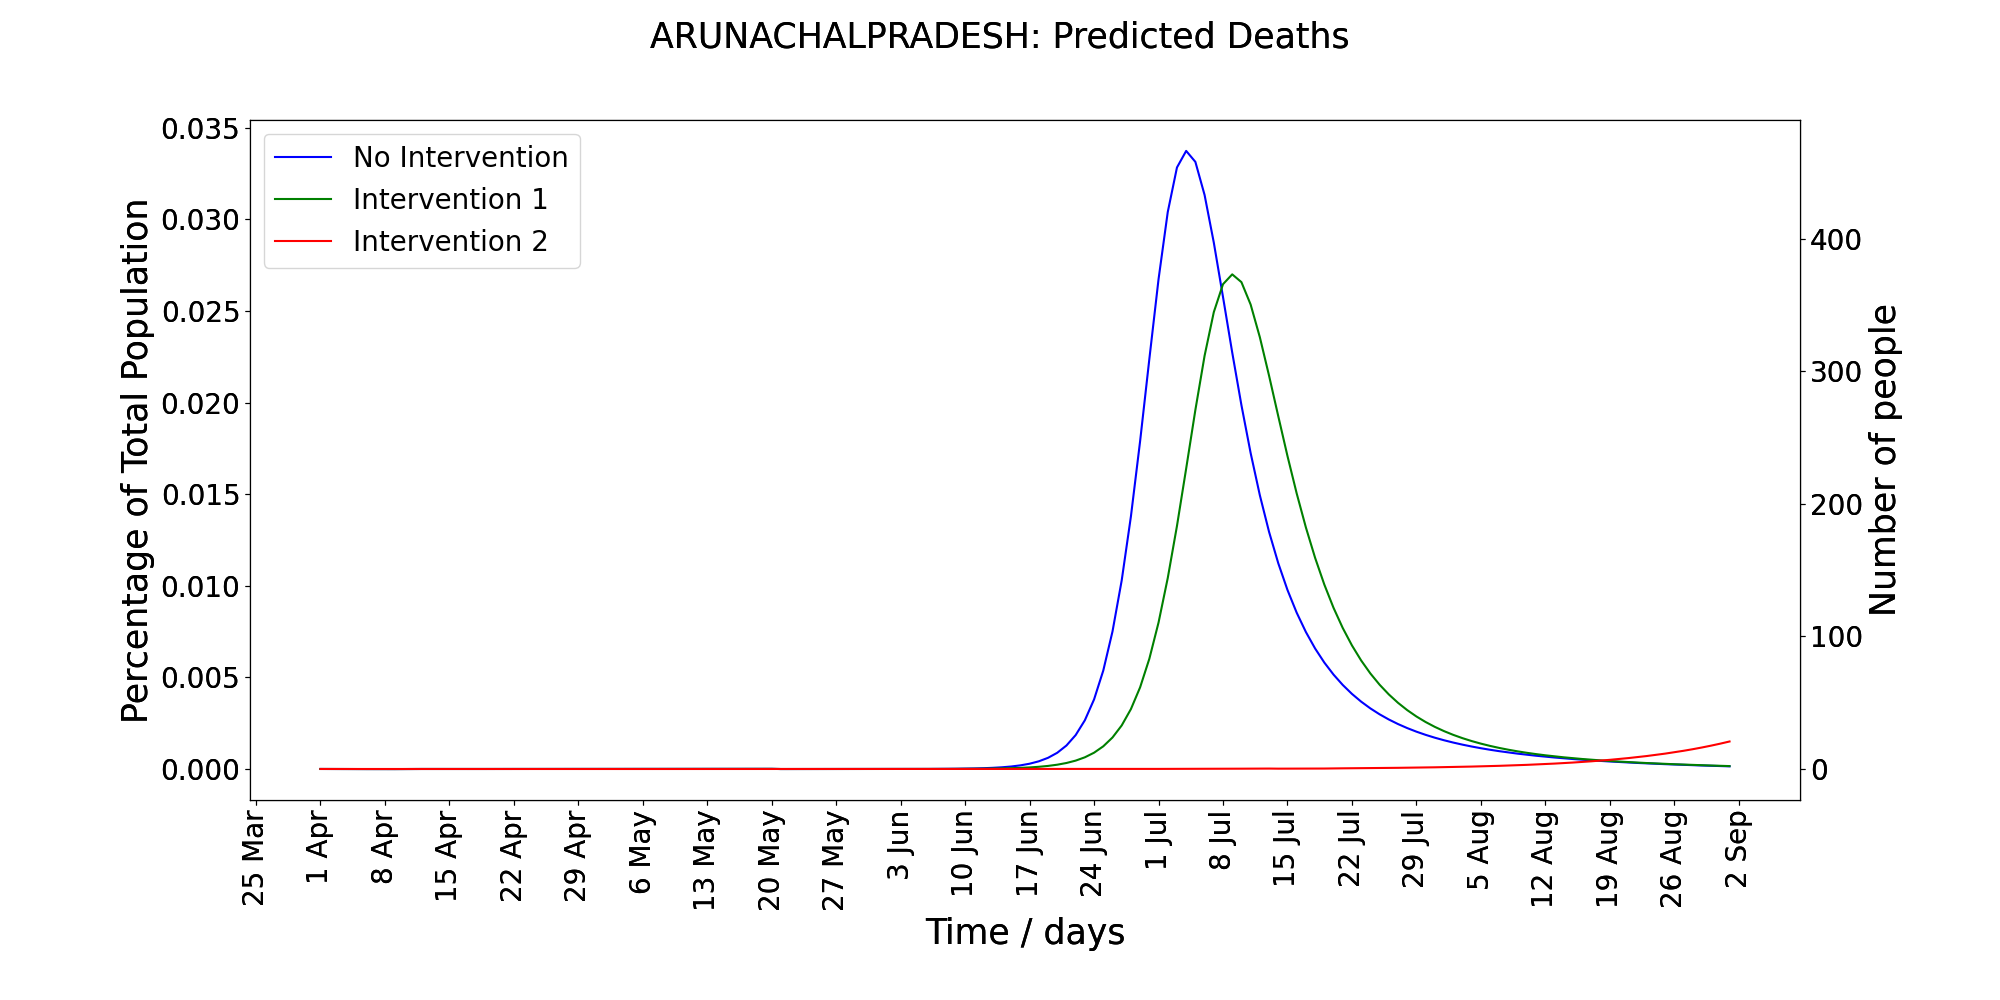 ARUNACHALPRADESH: Predicted Deaths
No Intervention
Intervention 1
Intervention 2
Percentage of Total Population
0.035
0.030
0.025
0.020
0.015
0.010
0.005
0.000
Number of people
400
300
200
100
0
25 Mar
1 Apr
8 Apr
15 Apr
22 Apr
29 Apr
6 May
13 May
20 May
27 May
3 Jun
10 Jun
17 Jun
24 Jun
1 Jul
8 Jul
15 Jul
22 Jul
29 Jul
5 Aug
12 Aug
19 Aug
26 Aug
2 Sep
Time / days